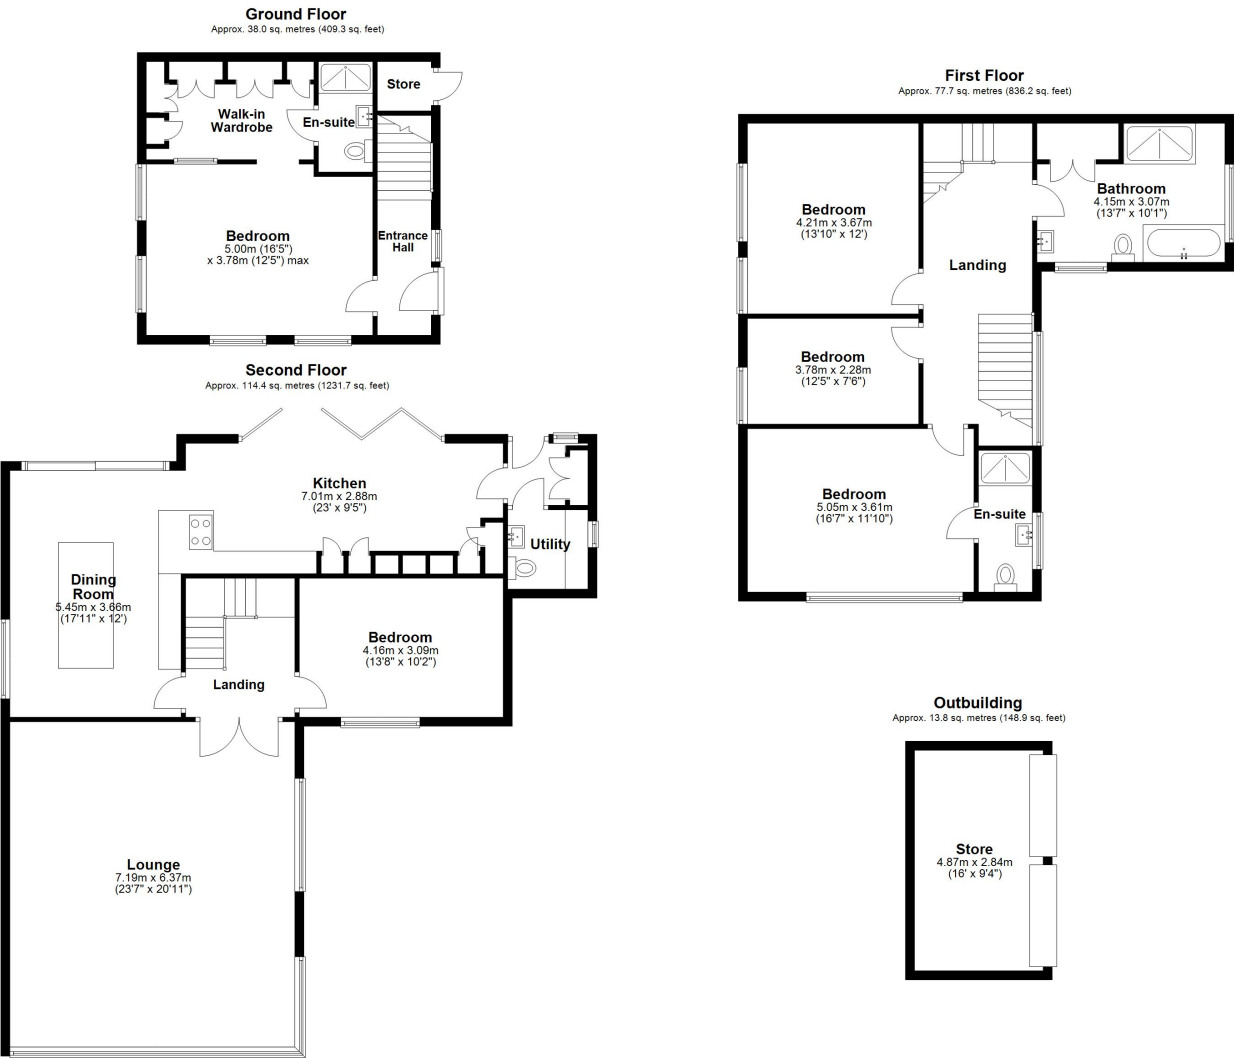 Ground Floor
Approx. 38.0 sq. metres (409.3 sq. feet)
Store
Walk-in
Wardrobe
En-suite
Bedroom
5.00m (16'5")
x 3.78m (12'5") max
Entrance
Hall
First Floor
Approx. 77.7 sq. metres (836.2 sq. feet)
Bedroom
4.21m x 3.67m
(13'10" x 12')
Bathroom
4.15m x 3.07m
(13'7" x 10'1")
Landing
Bedroom
3.78m x 2.28m
(12'5" x 7'6")
Bedroom
5.05m x 3.61m
(16'7" x 11'10")
En-suite
Second Floor
Approx. 114.4 sq. metres (1231.7 sq. feet)
Kitchen
7.01m x 2.88m
(23' x 9'5")
Utility
Dining
Room
5.45m x 3.66m
(17'11" x 12')
Bedroom
4.16m x 3.09m
(13'8" x 10'2")
Landing
Lounge
7.19m x 6.37m
(23'7" x 20'11")
Outbuilding
Approx. 13.8 sq. metres (148.9 sq. feet)
Store
4.87m x 2.84m
(16' x 9'4")